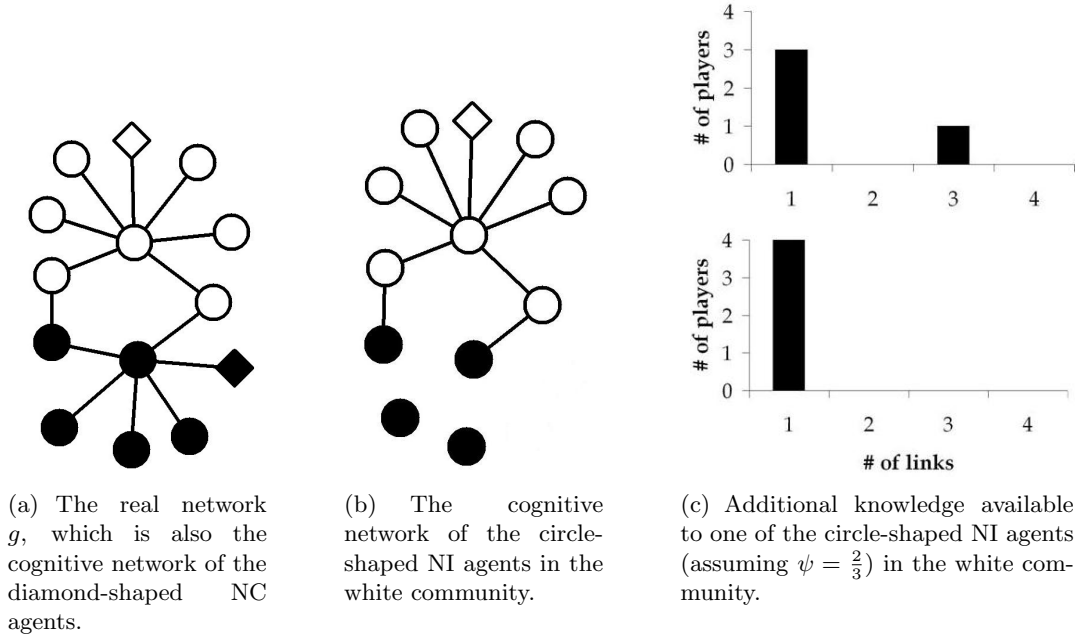 # of players
4
3
2
1
0
1 2 3 4
# of players
4
3
2
1
0
1 2 3 4
# of links
(a) The real network
g, which is also the
cognitive network of the
diamond-shaped NC
agents.
(b) The cognitive
network of the circle-
shaped NI agents in the
white community.
(c) Additional knowledge available
to one of the circle-shaped NI agents
(assuming ψ = 2/3) in the white com-
munity.